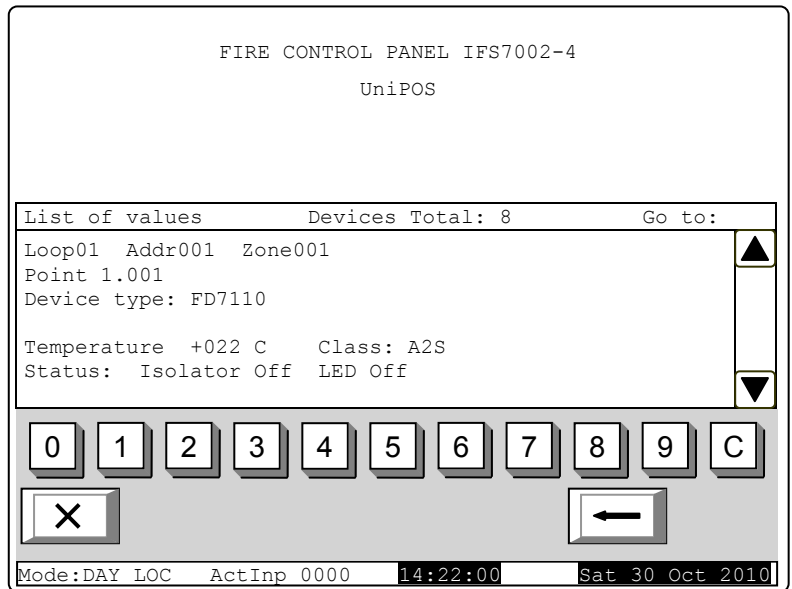 FIRE CONTROL PANEL IFS7002-4
UniPOS
List of values Devices Total: 8 Go to:
Loop01 Addr001 Zone001
Point 1.001
Device type: FD7110
Temperature +022 C Class: A2S
Status: Isolator Off LED Off
0 1 2 3 4 5 6 7 8 9 C
Mode:DAY LOC ActInp 0000 14:22:00 Sat 30 Oct 2010